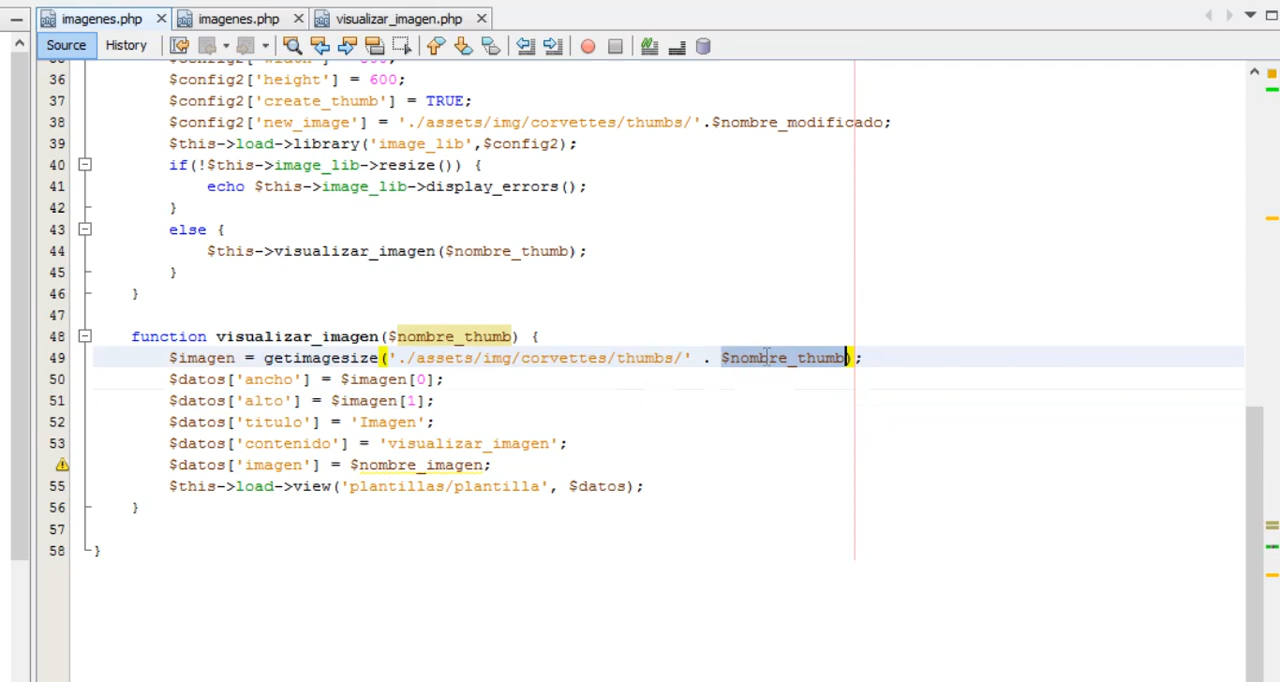 imagenes.php
imagenes.php
visualizar_imagen.php
Source
History
36 $config2['height'] = 600;
37 $config2['create_thumb'] = TRUE;
38 $config2['new_image'] = './assets/img/corvettes/thumbs/'.$nombre_modificado;
39 $this->load->library('image_lib',$config2);
40 if(!$this->image_lib->resize()) {
41 echo $this->image_lib->display_errors();
42 }
43 else {
44 $this->visualizar_imagen($nombre_thumb);
45 }
46 }
47
48 function visualizar_imagen($nombre_thumb) {
49 $imagen = getimagesize('./assets/img/corvettes/thumbs/' . $nombre_thumb);
50 $datos['ancho'] = $imagen[0];
51 $datos['alto'] = $imagen[1];
52 $datos['titulo'] = 'Imagen';
53 $datos['contenido'] = 'visualizar_imagen';
$datos['imagen'] = $nombre_imagen;
55 $this->load->view('plantillas/plantilla', $datos);
56 }
57
58 }